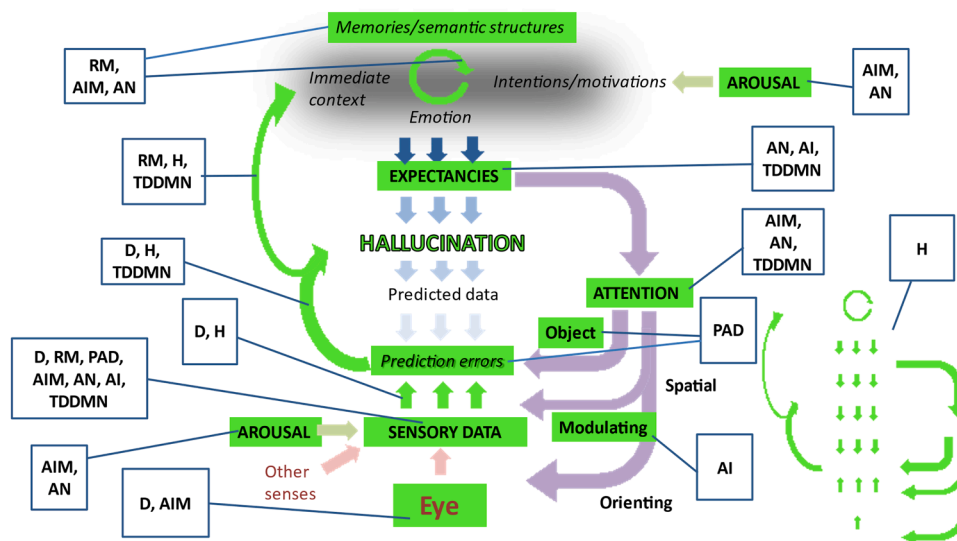 Memories/semantic structures
RM,
AIM, AN
Immediate
context
Intentions/motivations
Emotion
AROUSAL
AIM,
AN
RM, H,
TDDMN
EXPECTANCIES
AN, AI,
TDDMN
D, H,
TDDMN
HALLUCINATION
AIM,
AN,
TDDMN
H
Predicted data
ATTENTION
D, H
Object
PAD
D, RM, PAD,
AIM, AN, AI,
TDDMN
Prediction errors
Spatial
AROUSAL
SENSORY DATA
Modulating
AIM,
AN
Other
senses
AI
D, AIM
Eye
Orienting